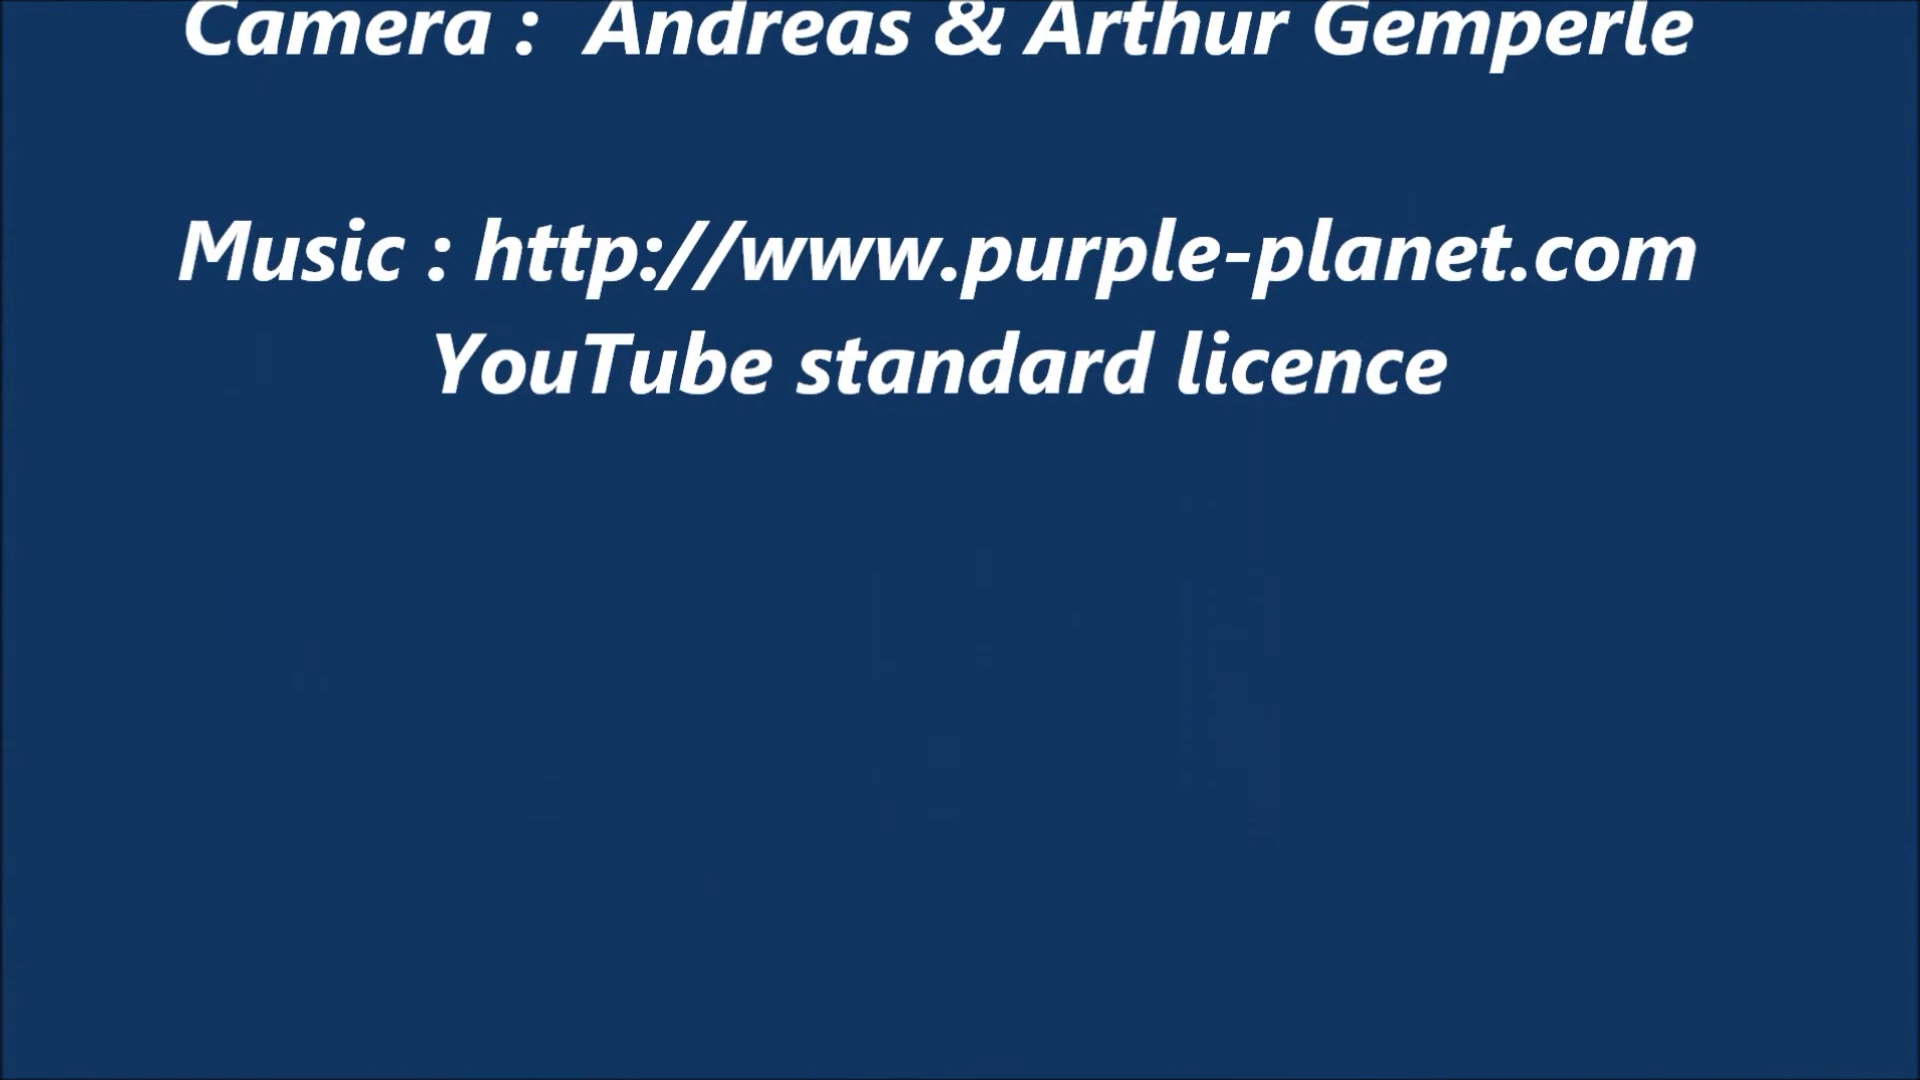 Camera :  Andreas & Arthur Gemperle
Music : http://www.purple-planet.com
YouTube standard licence